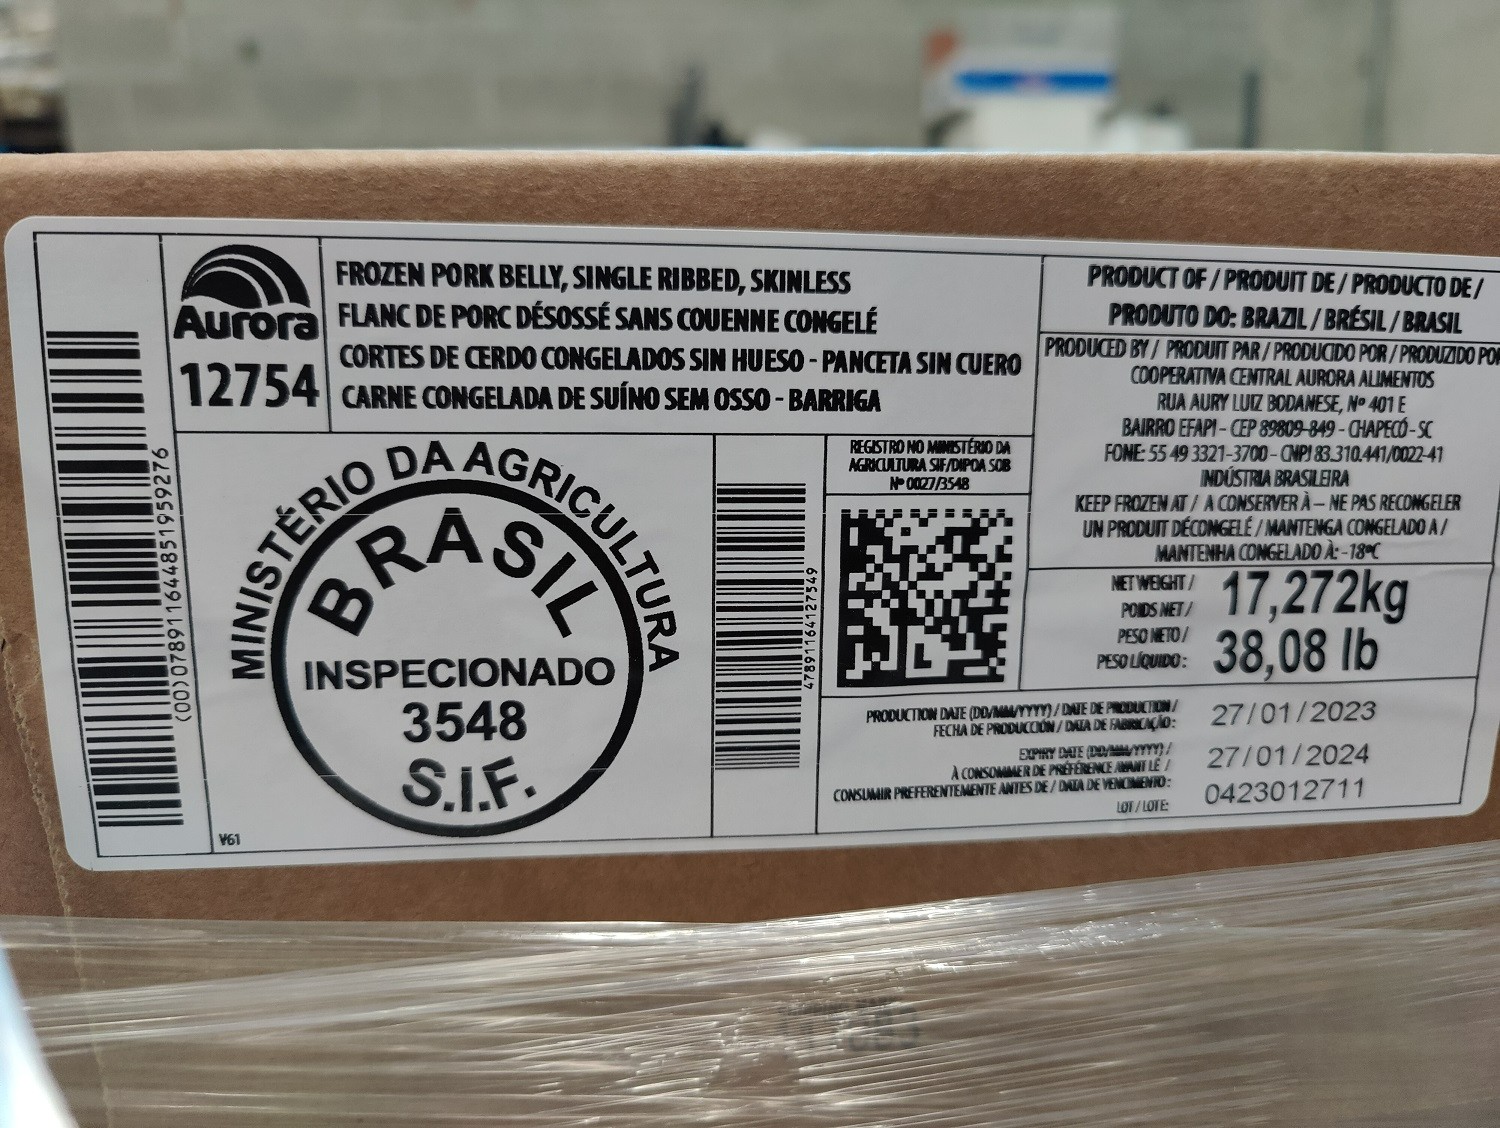 Aurora
12754
FROZEN PORK BELLY, SINGLE RIBBED, SKINLESS
FLANC DE PORC DÉSOSSÉ SANS COUENNE CONGELÉ
CORTES DE CERDO CONGELADOS SIN HUESO - PANCETA SIN CUERO
CARNE CONGELADA DE SUÍNO SEM OSSO - BARRIGA
PRODUCT OF / PRODUIT DE / PRODUCTO DE /
PRODUTO DO: BRAZIL / BRÉSIL / BRASIL
PRODUCED BY / PRODUIT PAR / PRODUCIDO POR / PRODUZIDO POR
COOPERATIVA CENTRAL AURORA ALIMENTOS
RUA AURY LUIZ BODANESE, Nº 401 E
BAIRRO EFAPI - CEP 89809-849 - CHAPECÓ - SC
FONE: 55 49 3321-3700 - CNPJ 83.310.441/0022-41
INDÚSTRIA BRASILEIRA
KEEP FROZEN AT / A CONSERVER À – NE PAS RECONGELER
UN PRODUIT DÉCONGELÉ / MANTENGA CONGELADO A /
MANTENHA CONGELADO À: -18ºC
NET WEIGHT /
POIDS NET /
PESO NETO /
PESO LÍQUIDO:
17,272kg
38,08 lb
(00)078911644851959276
MINISTÉRIO DA AGRICULTURA
BRASIL
INSPECIONADO
3548
S.I.F.
V61
47891164127549
REGISTRO NO MINISTÉRIO DA
AGRICULTURA SIF/DIPOA SOB
Nº 0027/3548
PRODUCTION DATE (DD/MM/YYYY) / DATE DE PRODUCTION /
FECHA DE PRODUCCIÓN / DATA DE FABRICAÇÃO: 27/01/2023
EXPIRY DATE (DD/MM/YYYY) /
À CONSOMMER DE PRÉFÉRENCE AVANT LE /
CONSUMIR PREFERENTEMENTE ANTES DE / DATA DE VENCIMENTO: 27/01/2024
LOT / LOTE: 0423012711